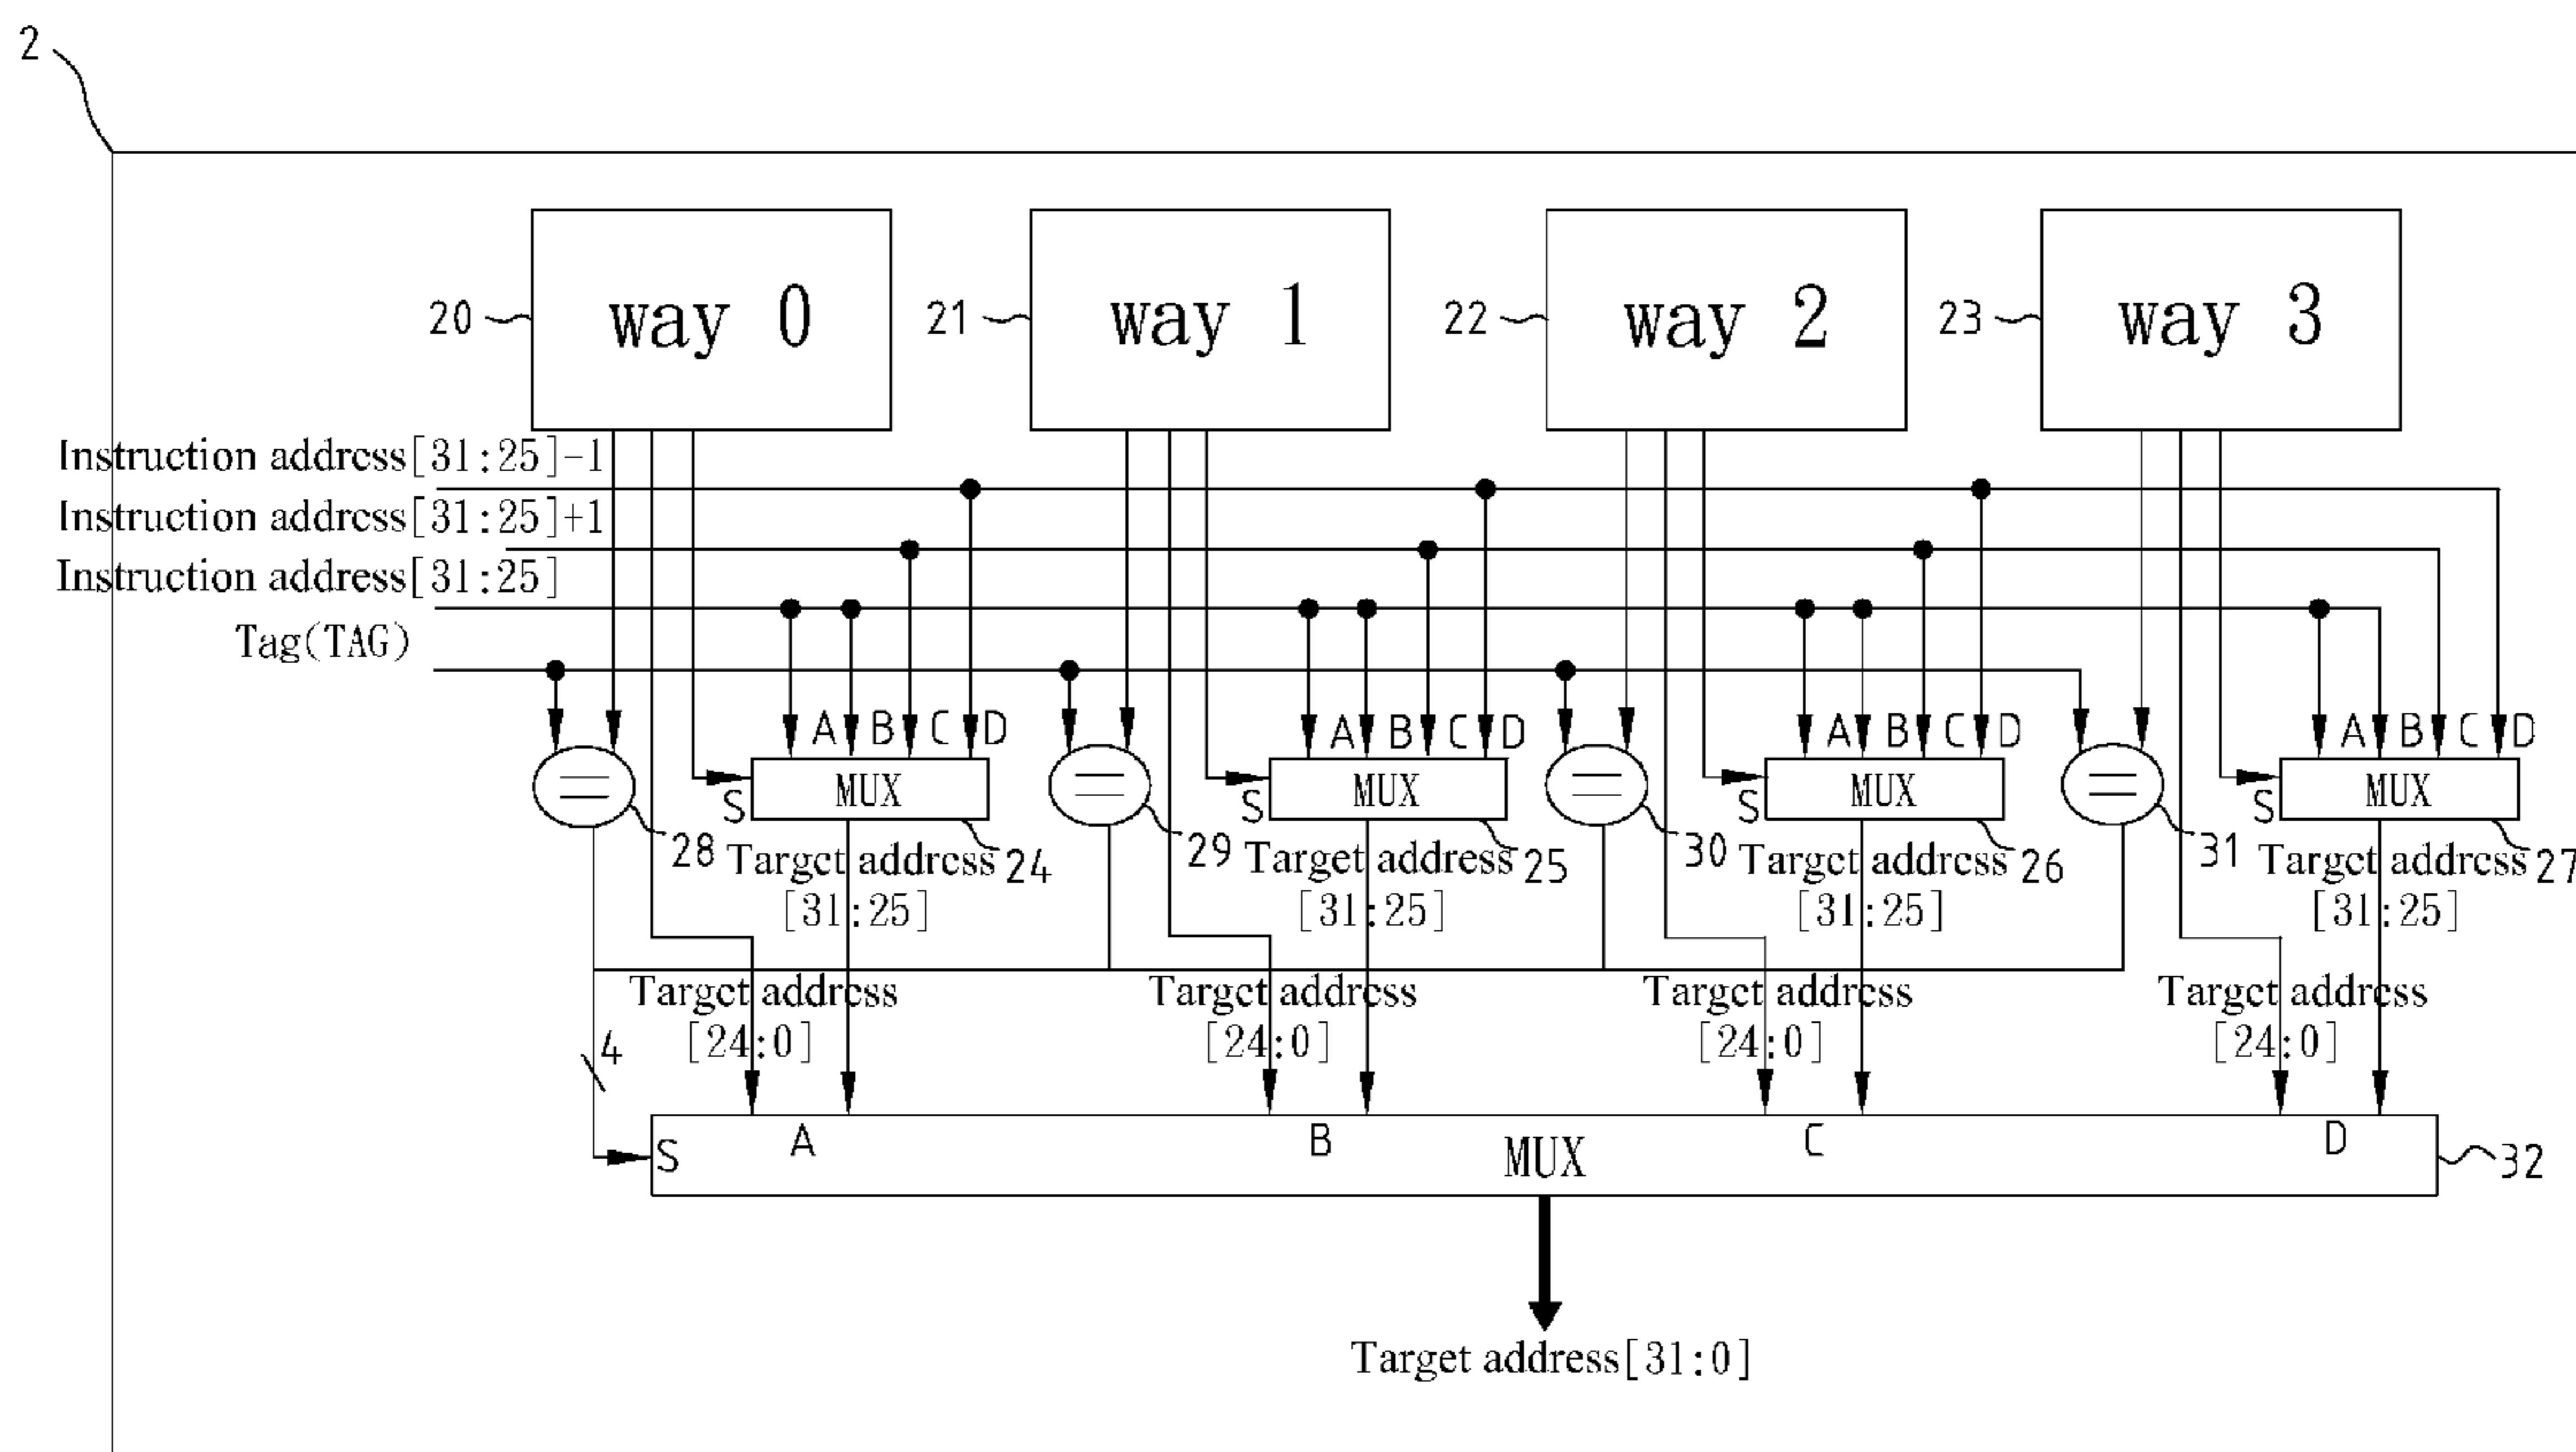 2
way 0
way 1
way 2
way 3
20
21
22
23
Instruction address[31:25]-1
Instruction address[31:25]+1
Instruction address[31:25]
Tag(TAG)
A B C D
A B C D
A B C D
A B C D
MUX
MUX
MUX
MUX
S
S
S
S
28
29
30
31
Target address
[31:25]
24
Target address
[31:25]
25
Target address
[31:25]
26
Target address
[31:25]
27
Target address
[24:0]
Target address
[24:0]
Target address
[24:0]
Target address
[24:0]
4
S A B MUX C D
32
Target address[31:0]